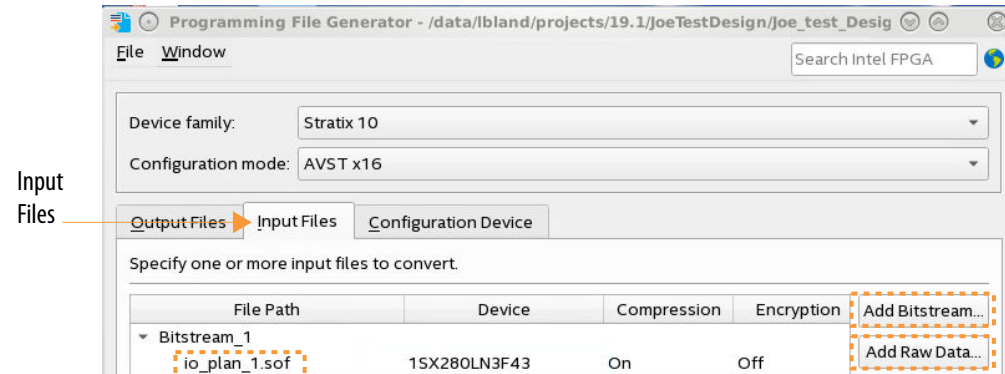 Programming File Generator - /data/lbland/projects/19.1/JoeTestDesign/Joe_test_Desig
File Window
Search Intel FPGA
Device family: Stratix 10
Configuration mode: AVST x16
Input
Files
Output Files Input Files Configuration Device
Specify one or more input files to convert.
File Path Device Compression Encryption Add Bitstream...
Bitstream_1
Add Raw Data...
io_plan_1.sof 1SX280LN3F43 On Off